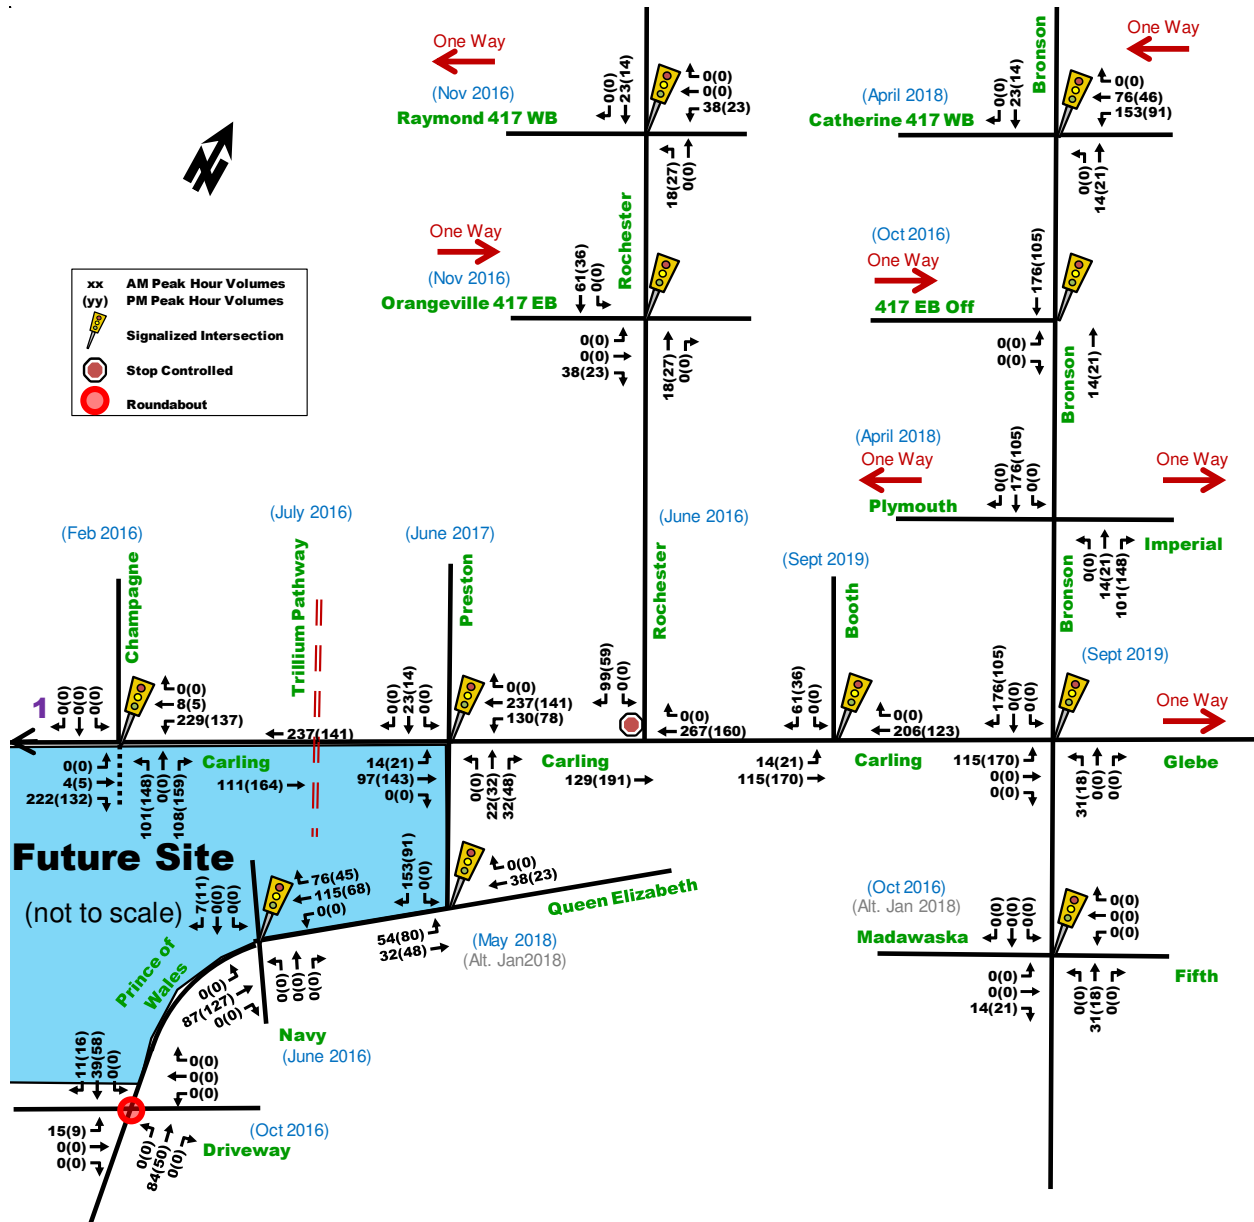 One Way
(Nov 2016)
Raymond 417 WB
0(0)
23(14)
0(0)
0(0)
38(23)
18(27)
0(0)
One Way
Bronson
(April 2018)
Catherine 417 WB
0(0)
23(14)
0(0)
76(46)
153(91)
0(0)
14(21)
N
One Way
(Nov 2016)
Orangeville 417 EB
Rochester
61(36)
0(0)
0(0)
0(0)
38(23)
18(27)
0(0)
(Oct 2016)
One Way
417 EB Off
176(105)
0(0)
0(0)
14(21)
Bronson
xx AM Peak Hour Volumes
(yy) PM Peak Hour Volumes
Signalized Intersection
Stop Controlled
Roundabout
(April 2018)
One Way
Plymouth
0(0)
176(105)
0(0)
One Way
Imperial
0(0)
14(21)
101(148)
Bronson
(Feb 2016)
Champagne
(July 2016)
Trillium Pathway
(June 2017)
Preston
(June 2016)
Rochester
(Sept 2019)
Booth
(Sept 2019)
One Way
1
0(0)
0(0)
0(0)
0(0)
8(5)
229(137)
237(141)
0(0)
23(14)
0(0)
0(0)
237(141)
130(78)
99(59)
0(0)
0(0)
267(160)
61(36)
0(0)
0(0)
206(123)
176(105)
0(0)
0(0)
0(0)
4(5)
222(132)
101(148)
0(0)
108(159)
Carling
111(164)
14(21)
97(143)
0(0)
0(0)
22(32)
32(48)
Carling
129(191)
14(21)
115(170)
Carling
115(170)
0(0)
0(0)
31(18)
0(0)
0(0)
Glebe
Future Site
(not to scale)
7(11)
0(0)
0(0)
76(45)
115(68)
0(0)
153(91)
0(0)
0(0)
38(23)
Queen Elizabeth
54(80)
32(48)
(May 2018)
(Alt. Jan2018)
(Oct 2016)
(Alt. Jan 2018)
Madawaska
0(0)
0(0)
0(0)
0(0)
0(0)
0(0)
0(0)
0(0)
14(21)
0(0)
31(18)
0(0)
Fifth
Prince of
Wales
0(0)
87(127)
0(0)
0(0)
0(0)
0(0)
Navy
(June 2016)
11(16)
39(58)
0(0)
0(0)
0(0)
0(0)
15(9)
0(0)
0(0)
0(0)
84(50)
0(0)
Driveway
(Oct 2016)